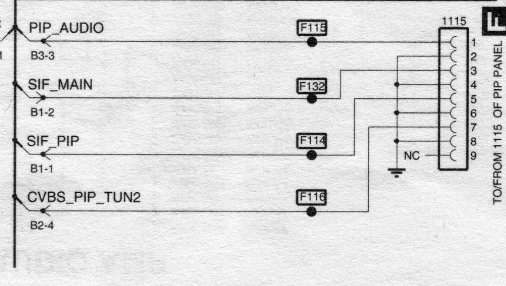 PIP_AUDIO
B3-3
F115
1115
1
2
SIF_MAIN
B1-2
F132
3
4
SIF_PIP
B1-1
F114
5
6
CVBS_PIP_TUN2
B2-4
F116
7
8
NC
9
TO/FROM 1115 OF PIP PANEL